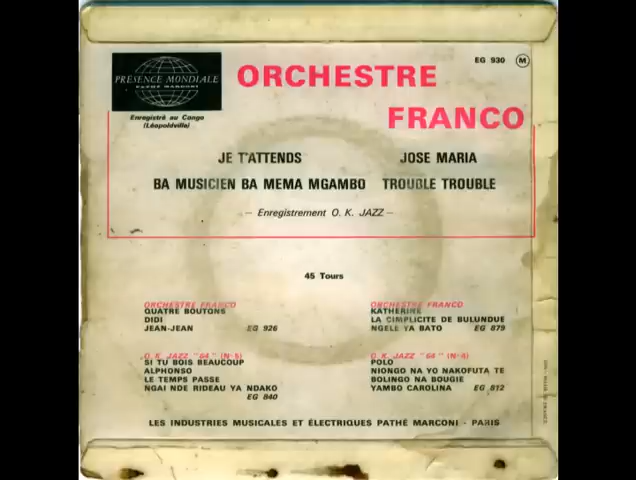 EG 930 M
PRESENCE MONDIALE
PATHÉ MARCONI
ORCHESTRE
FRANCO
Enregistré au Congo
(Léopoldville)
JE T'ATTENDS JOSE MARIA
BA MUSICIEN BA MEMA MGAMBO TROUBLE TROUBLE
— Enregistrement O. K. JAZZ —
45 Tours
ORCHESTRE FRANCO
QUATRE BOUTONS
DIDI
JEAN-JEAN EG 926
ORCHESTRE FRANCO
KATHERINE
LA CIMPLICITE DE BULUNDUE
NGELE YA BATO EG 879
O. K. JAZZ "64" (N-5)
SI TU BOIS BEAUCOUP
ALPHONSO
LE TEMPS PASSE
NGAI NDE RIDEAU YA NDAKO
EG 840
O. K. JAZZ "64" (N-4)
POLO
NIONGO NA YO NAKOFUTA TE
BOLINGO NA BOUGIE
YAMBO CAROLINA EG 812
LES INDUSTRIES MUSICALES ET ÉLECTRIQUES PATHÉ MARCONI - PARIS